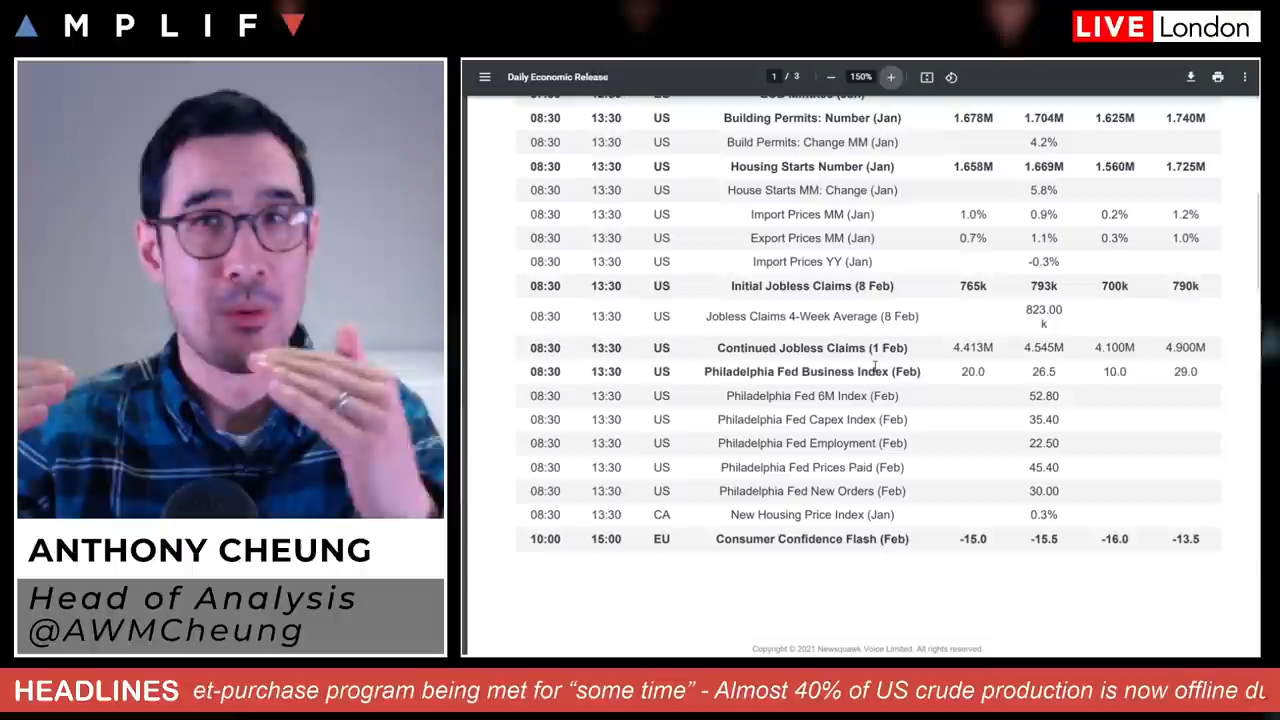 ▲ M P L I F ▼
LIVE London
Daily Economic Release 1 / 3 − 150% +
08:30 13:30 US Building Permits: Number (Jan) 1.678M 1.704M 1.625M 1.740M
08:30 13:30 US Build Permits: Change MM (Jan) 4.2%
08:30 13:30 US Housing Starts Number (Jan) 1.658M 1.669M 1.560M 1.725M
08:30 13:30 US House Starts MM: Change (Jan) 5.8%
08:30 13:30 US Import Prices MM (Jan) 1.0% 0.9% 0.2% 1.2%
08:30 13:30 US Export Prices MM (Jan) 0.7% 1.1% 0.3% 1.0%
08:30 13:30 US Import Prices YY (Jan) -0.3%
08:30 13:30 US Initial Jobless Claims (8 Feb) 765k 793k 700k 790k
08:30 13:30 US Jobless Claims 4-Week Average (8 Feb) 823.00
k
08:30 13:30 US Continued Jobless Claims (1 Feb) 4.413M 4.545M 4.100M 4.900M
08:30 13:30 US Philadelphia Fed Business Index (Feb) 20.0 26.5 10.0 29.0
08:30 13:30 US Philadelphia Fed 6M Index (Feb) 52.80
08:30 13:30 US Philadelphia Fed Capex Index (Feb) 35.40
08:30 13:30 US Philadelphia Fed Employment (Feb) 22.50
08:30 13:30 US Philadelphia Fed Prices Paid (Feb) 45.40
08:30 13:30 US Philadelphia Fed New Orders (Feb) 30.00
08:30 13:30 CA New Housing Price Index (Jan) 0.3%
10:00 15:00 EU Consumer Confidence Flash (Feb) -15.0 -15.5 -16.0 -13.5
Copyright © 2021 Newsquawk Voice Limited. All rights reserved.
ANTHONY CHEUNG
Head of Analysis
@AWMCheung
HEADLINES et-purchase program being met for “some time” - Almost 40% of US crude production is now offline du